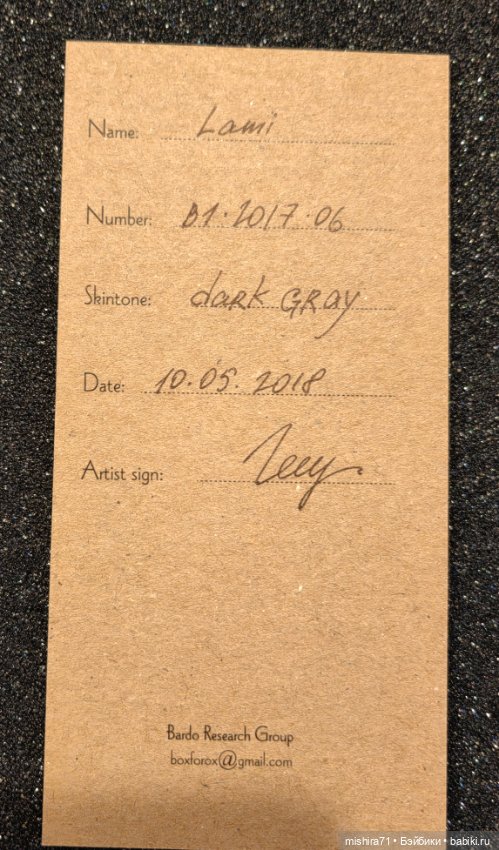 Name: Lami
Number: B1·2017·06
Skintone: dark GRay
Date: 10.05.2018
Artist sign:
Bardo Research Group
boxforox@gmail.com
mishira71 • Бэйбики • babiki.ru